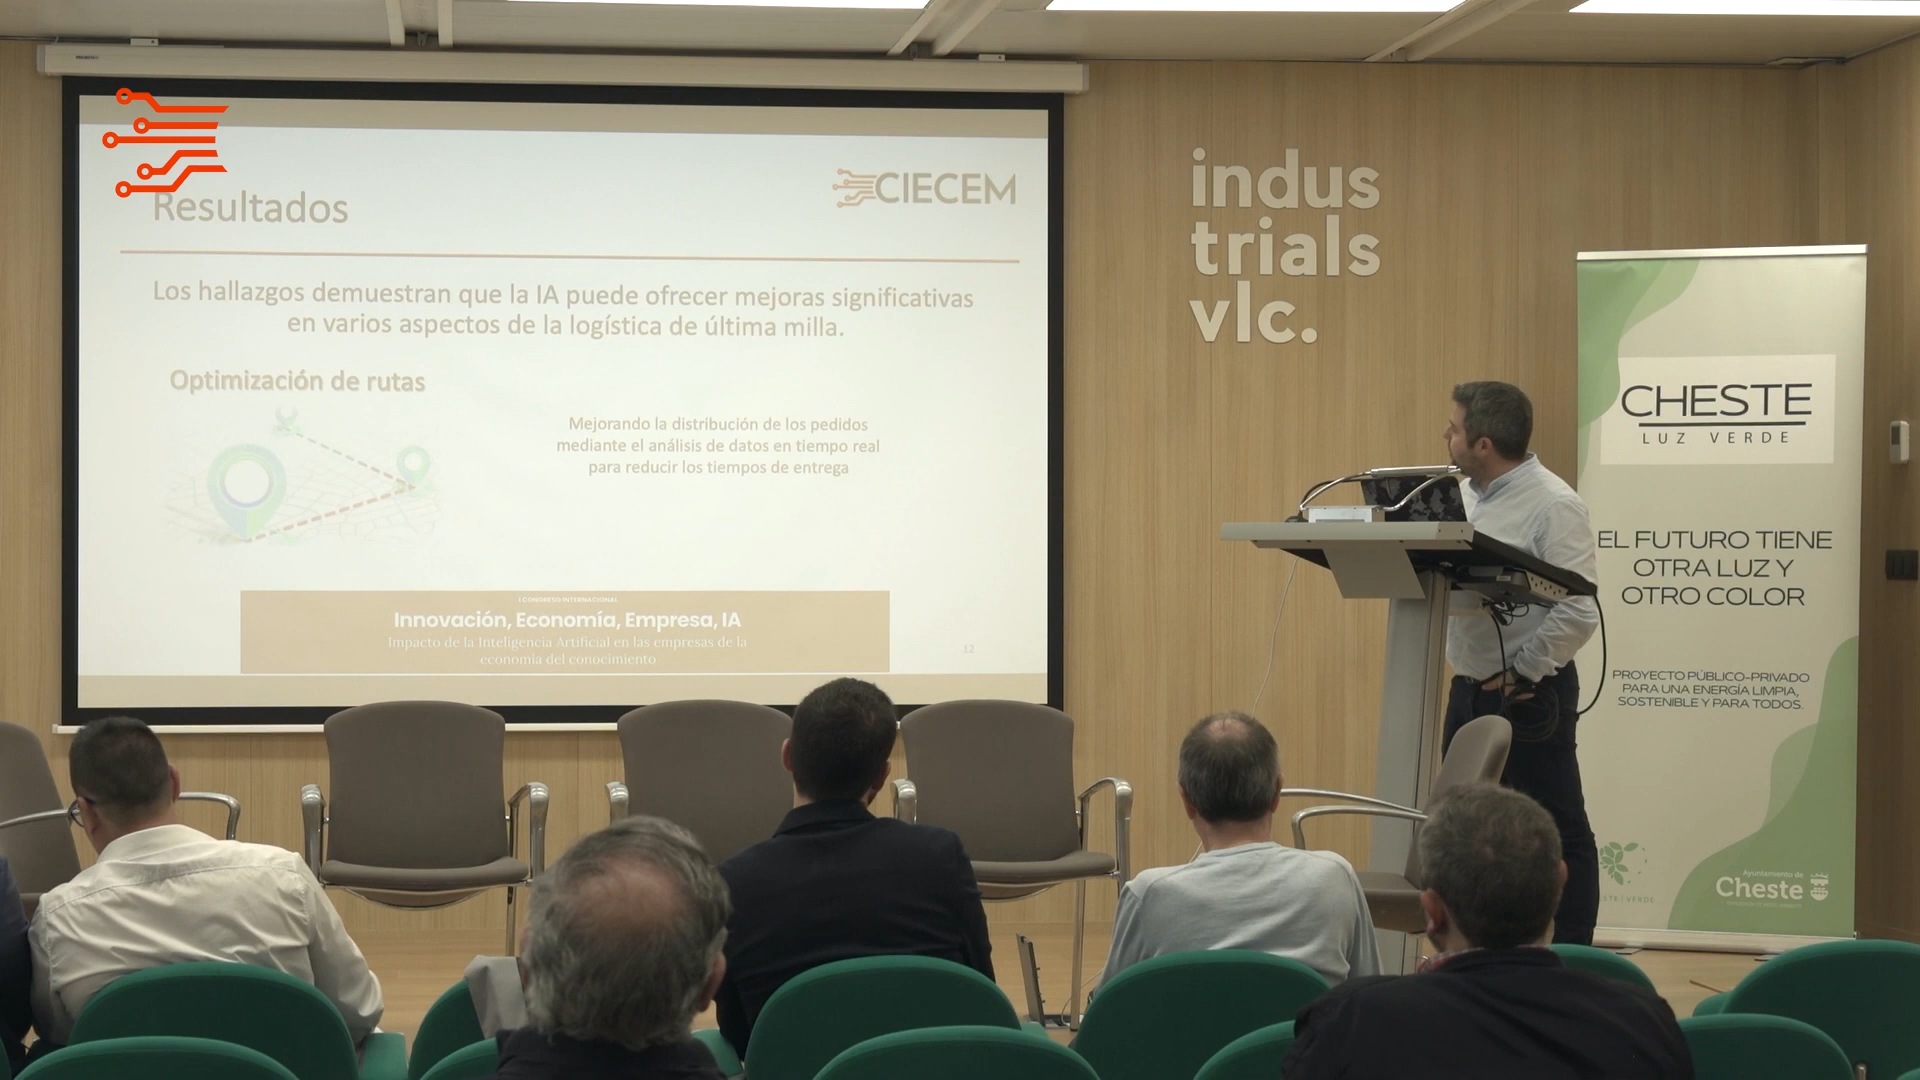 Resultados
CIECEM
Los hallazgos demuestran que la IA puede ofrecer mejoras significativas
en varios aspectos de la logística de última milla.
Optimización de rutas
Mejorando la distribución de los pedidos
mediante el análisis de datos en tiempo real
para reducir los tiempos de entrega
I CONGRESO INTERNACIONAL
Innovación, Economía, Empresa, IA
Impacto de la Inteligencia Artificial en las empresas de la
economía del conocimiento
12
indus
trials
vlc.
CHESTE
LUZ VERDE
EL FUTURO TIENE
OTRA LUZ Y
OTRO COLOR
PROYECTO PÚBLICO-PRIVADO
PARA UNA ENERGÍA LIMPIA,
SOSTENIBLE Y PARA TODOS.
Ayuntamiento de
Cheste
VERDE